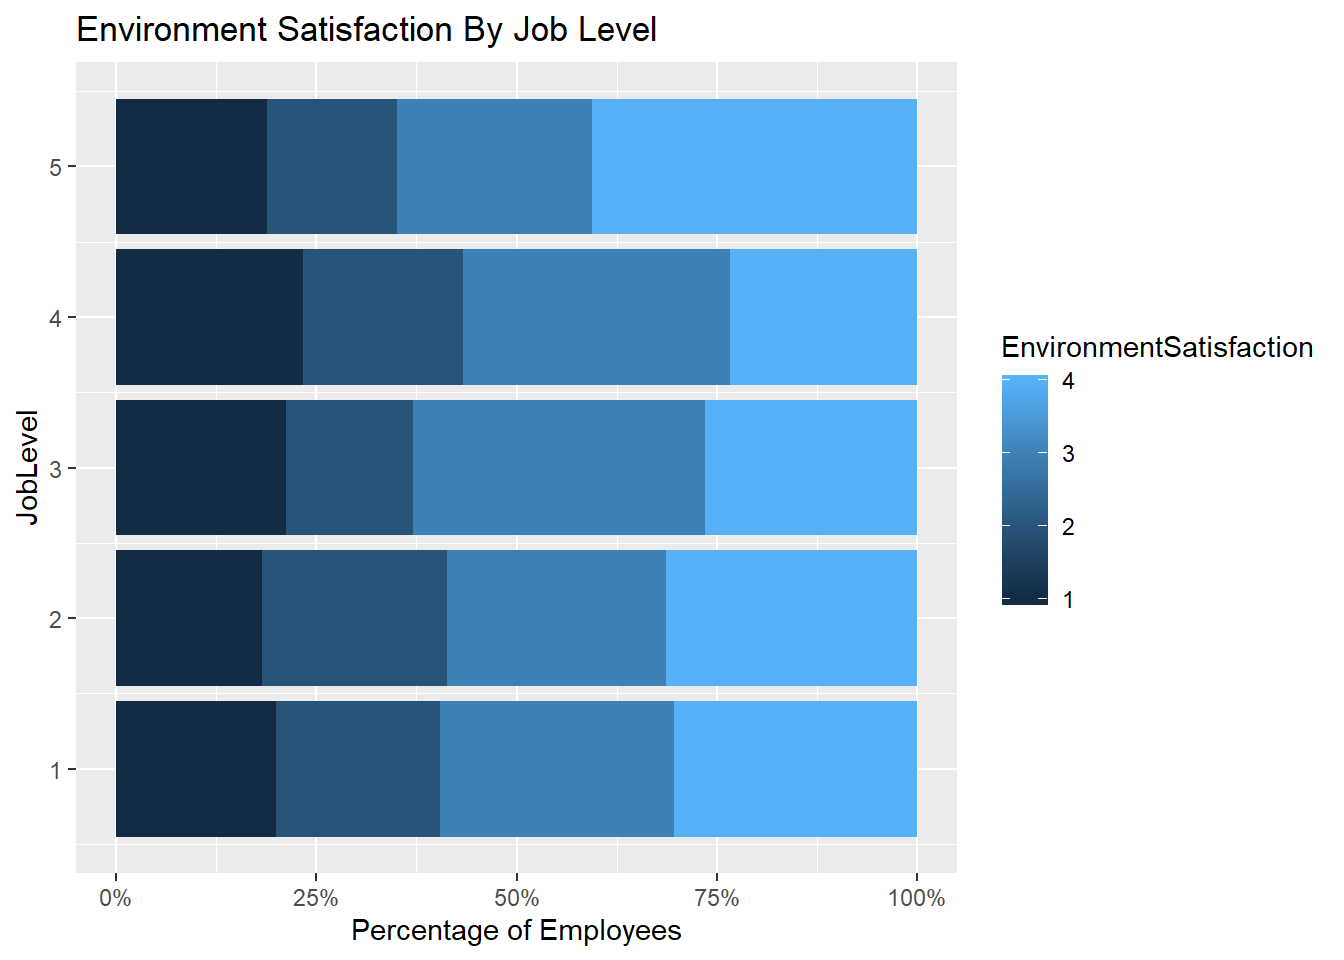 Environment Satisfaction By Job Level
JobLevel
5
4
3
2
1
0% 25% 50% 75% 100%
Percentage of Employees
EnvironmentSatisfaction
4
3
2
1